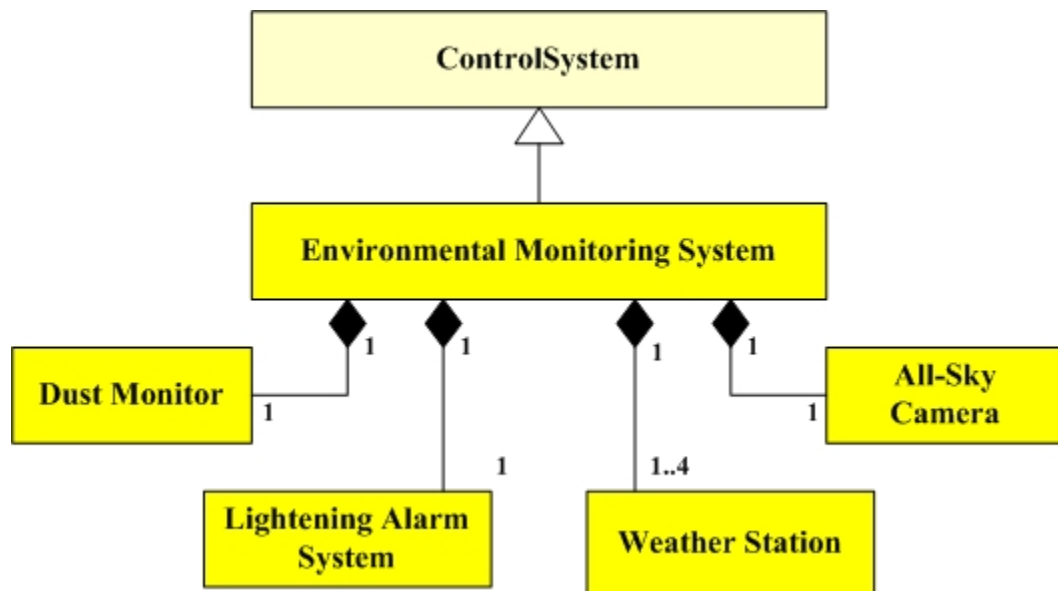 ControlSystem
Environmental Monitoring System
1
1
1
1
Dust Monitor
1
All-Sky
Camera
1
1
1..4
Lightening Alarm
System
Weather Station